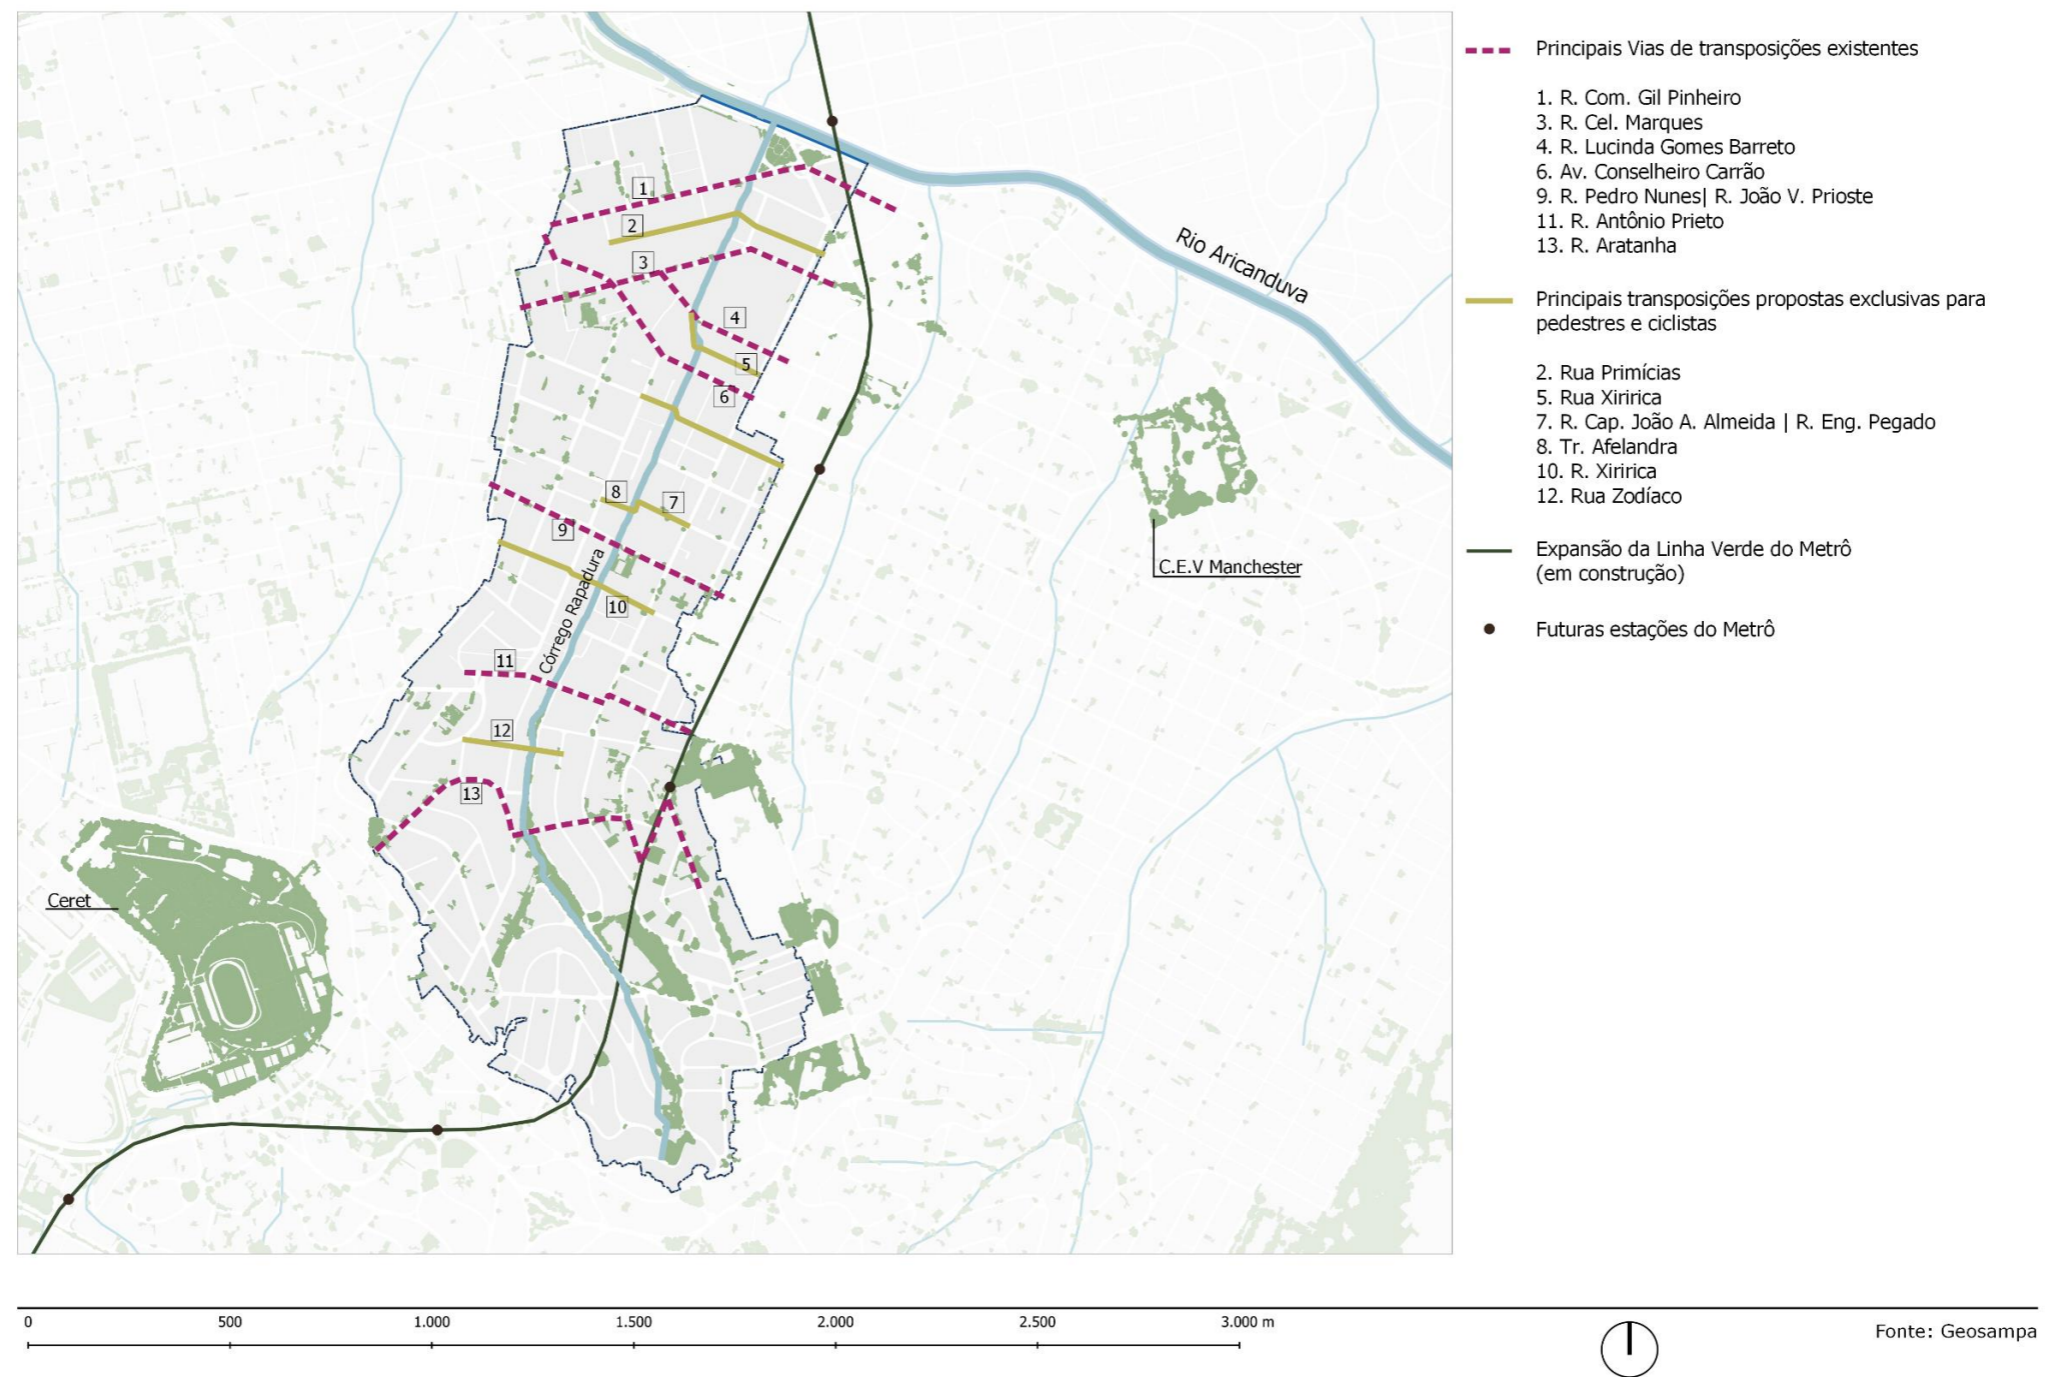 Principais Vias de transposições existentes
1. R. Com. Gil Pinheiro
3. R. Cel. Marques
4. R. Lucinda Gomes Barreto
6. Av. Conselheiro Carrão
9. R. Pedro Nunes| R. João V. Prioste
11. R. Antônio Prieto
13. R. Aratanha
Principais transposições propostas exclusivas para
pedestres e ciclistas
2. Rua Primícias
5. Rua Xiririca
7. R. Cap. João A. Almeida | R. Eng. Pegado
8. Tr. Afelandra
10. R. Xiririca
12. Rua Zodíaco
Expansão da Linha Verde do Metrô
(em construção)
Futuras estações do Metrô
1
2
3
4
5
6
8
7
9
10
11
12
13
Rio Aricanduva
Córrego Rapadura
C.E.V Manchester
Ceret
0 500 1.000 1.500 2.000 2.500 3.000 m
Fonte: Geosampa